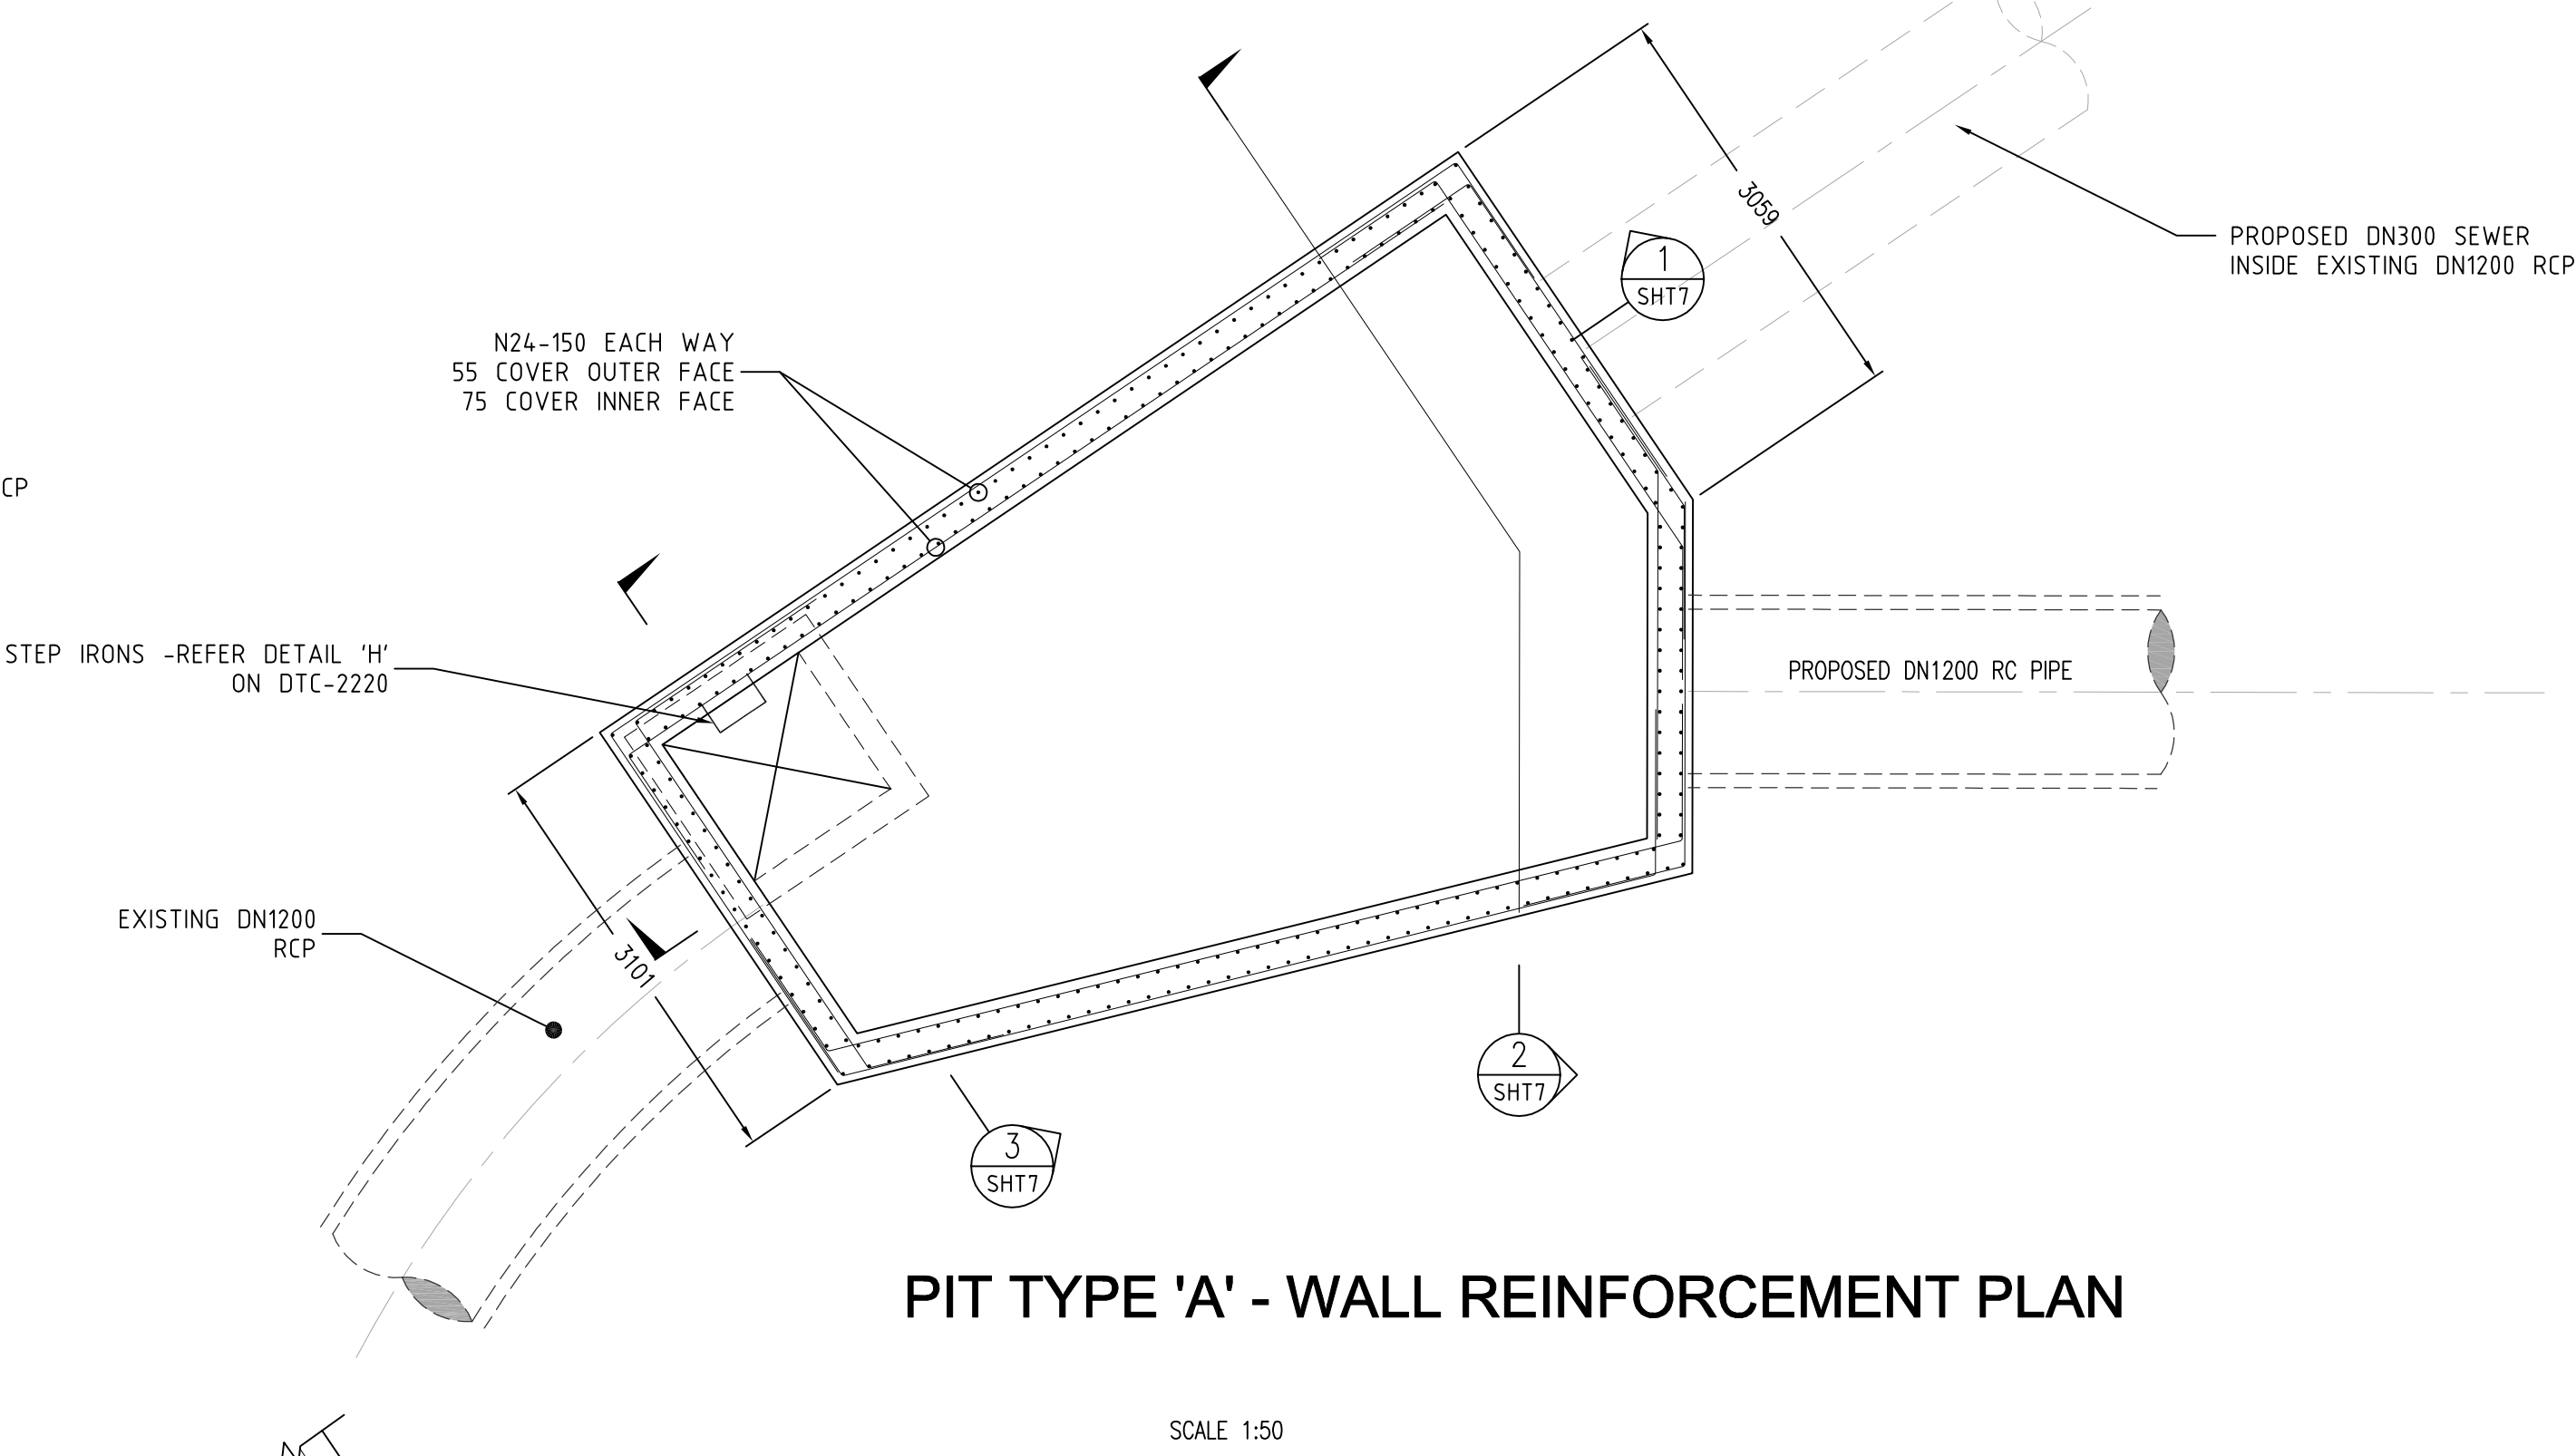 3059
1
SHT7
PROPOSED DN300 SEWER
INSIDE EXISTING DN1200 RCP
N24-150 EACH WAY
55 COVER OUTER FACE
75 COVER INNER FACE
CP
STEP IRONS -REFER DETAIL 'H'
ON DTC-2220
PROPOSED DN1200 RC PIPE
EXISTING DN1200
RCP
3101
2
SHT7
3
SHT7
PIT TYPE 'A' - WALL REINFORCEMENT PLAN
SCALE 1:50